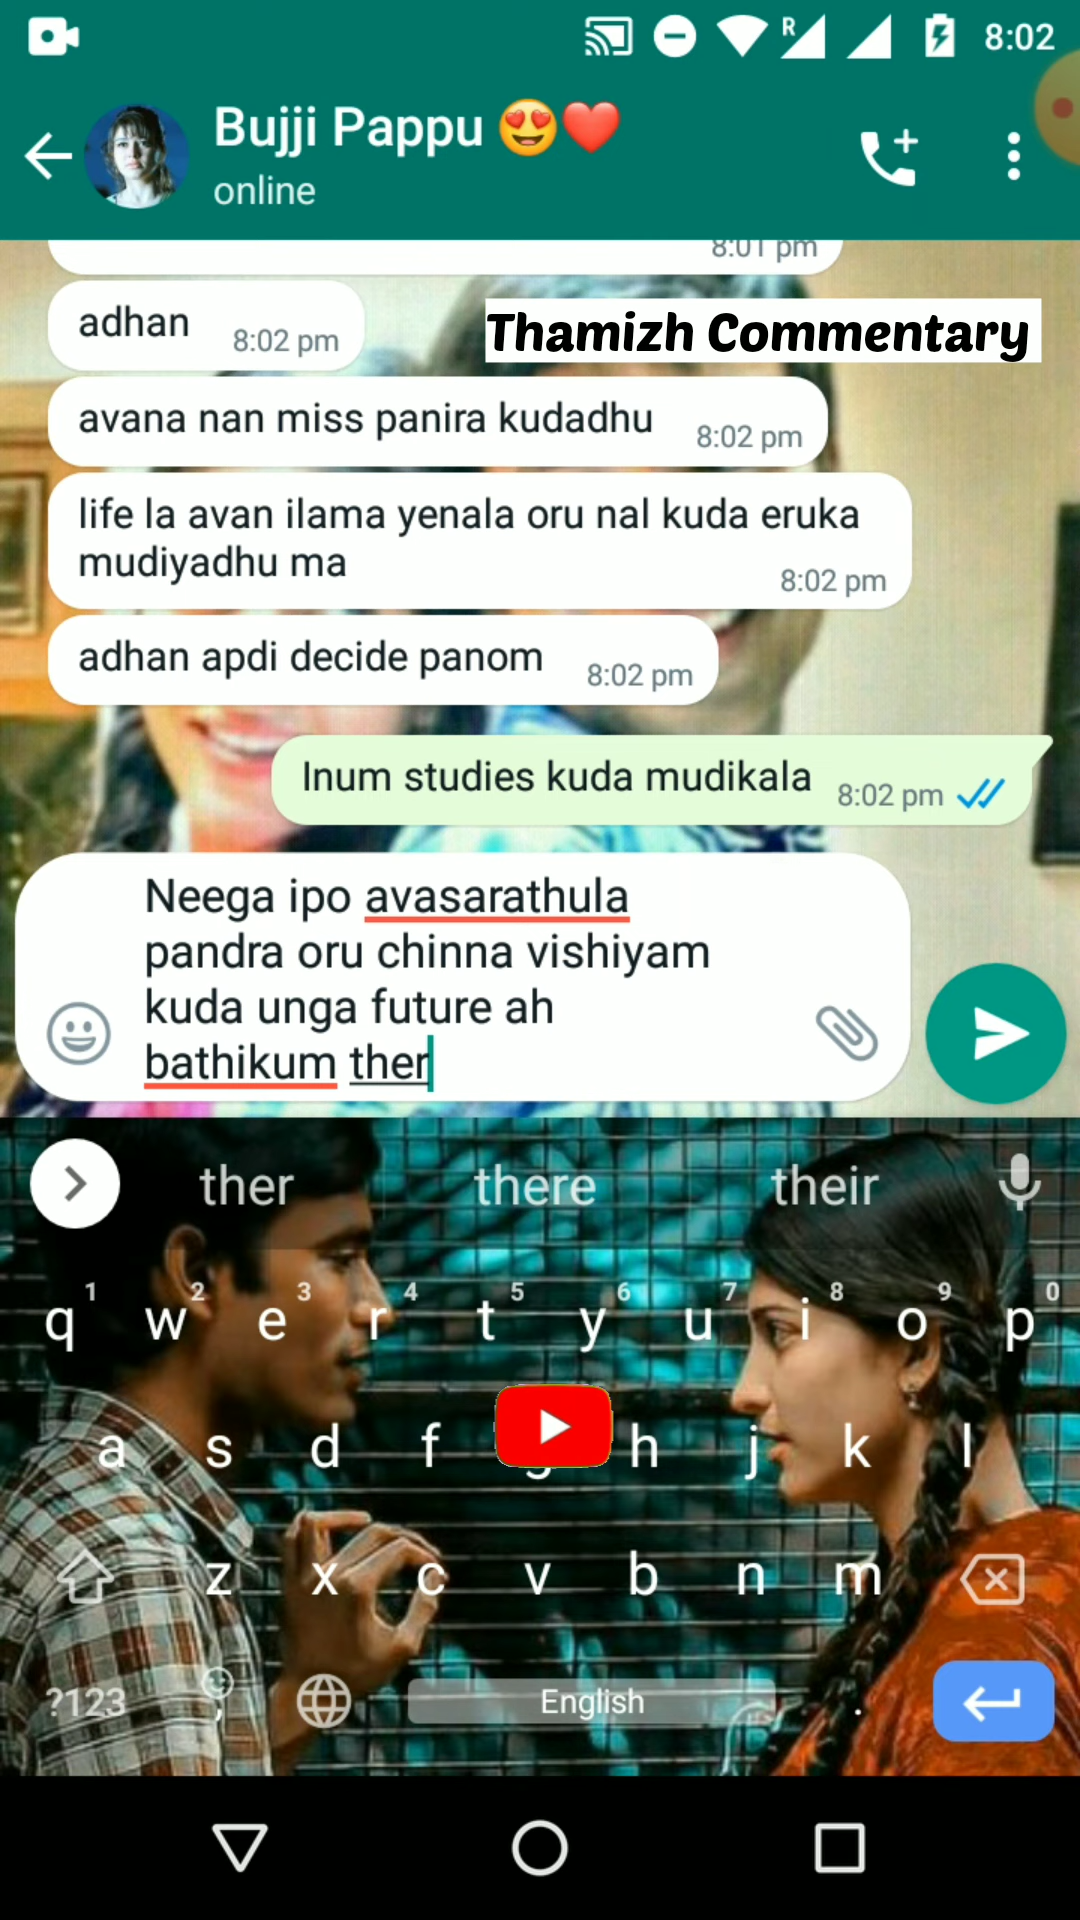 8:02
Bujji Pappu 😍❤️
online
8:01 pm
adhan 8:02 pm
Thamizh Commentary
avana nan miss panira kudadhu 8:02 pm
life la avan ilama yenala oru nal kuda eruka
mudiyadhu ma 8:02 pm
adhan apdi decide panom 8:02 pm
Inum studies kuda mudikala 8:02 pm
Neega ipo avasarathula
pandra oru chinna vishiyam
kuda unga future ah
bathikum ther
ther there their
1 2 3 4 5 6 7 8 9 0
q w e r t y u i o p
a s d f g h j k l
z x c v b n m
?123 , English .